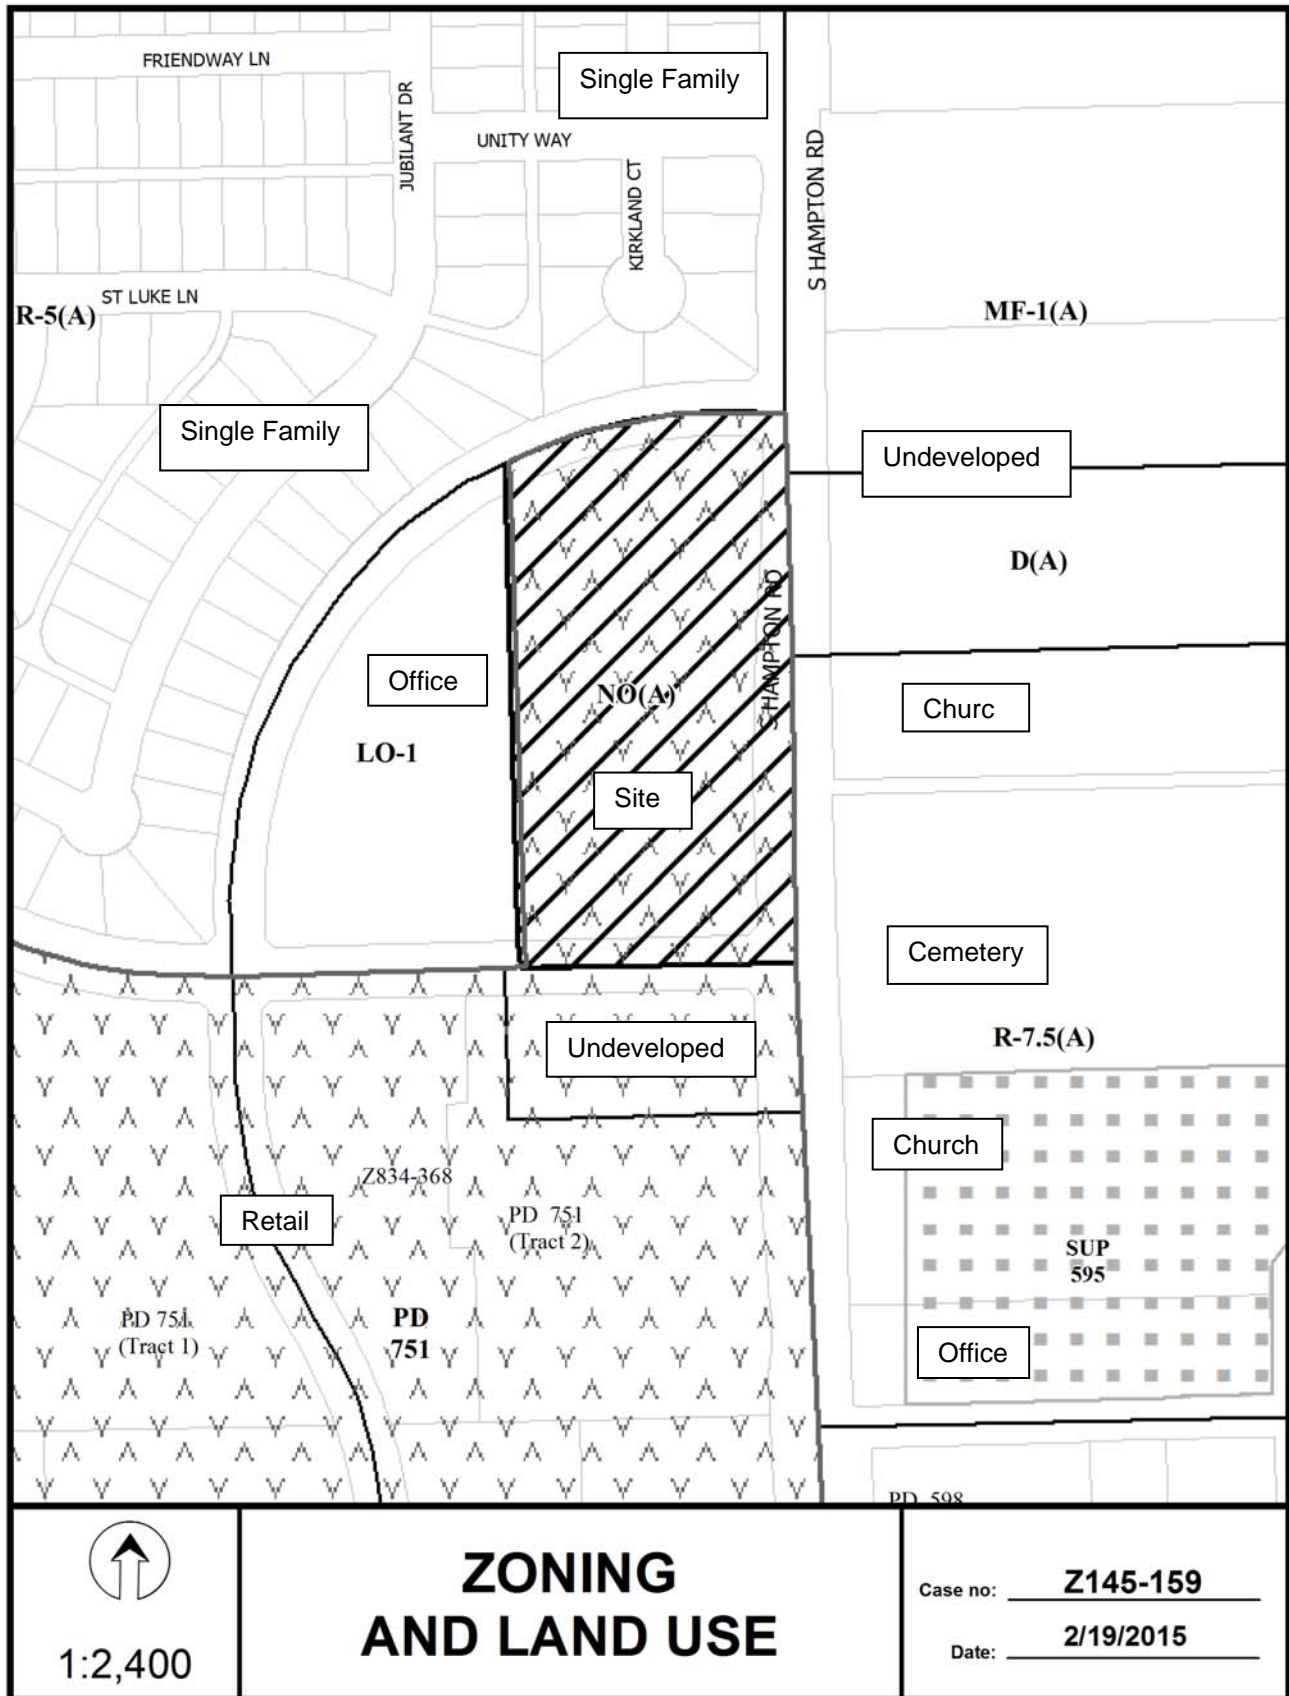 FRIENDWAY LN
Single Family
JUBILANT DR
UNITY WAY
KIRKLAND CT
S HAMPTON RD
ST LUKE LN
R-5(A)
MF-1(A)
Single Family
Undeveloped
D(A)
S HAMPTON RD
Office
NO(A)
Churc
LO-1
Site
Cemetery
Undeveloped
R-7.5(A)
Church
Z834-368
Retail
PD 751
(Tract 2)
SUP
595
PD 751
(Tract 1)
PD
751
Office
PD 598
1:2,400
ZONING
AND LAND USE
Case no: Z145-159
Date: 2/19/2015